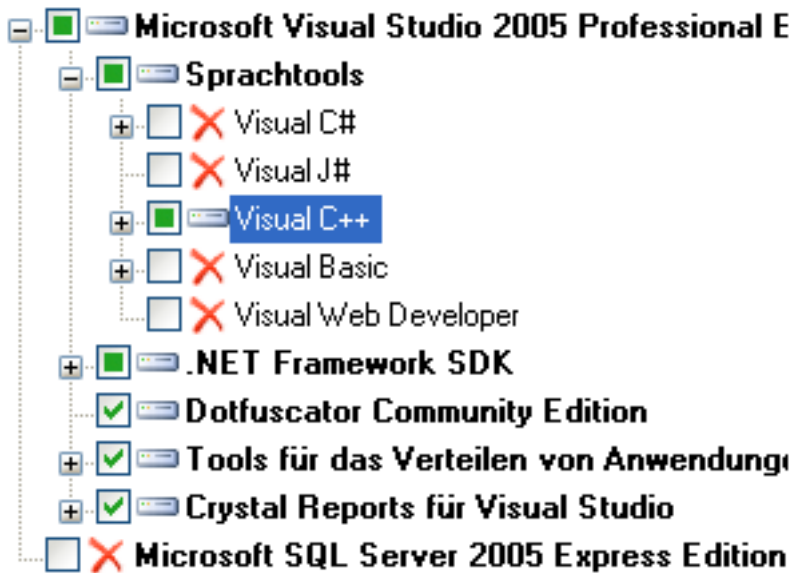 Microsoft Visual Studio 2005 Professional E
Sprachtools
Visual C#
Visual J#
Visual C++
Visual Basic
Visual Web Developer
.NET Framework SDK
Dotfuscator Community Edition
Tools für das Verteilen von Anwendung
Crystal Reports für Visual Studio
Microsoft SQL Server 2005 Express Edition